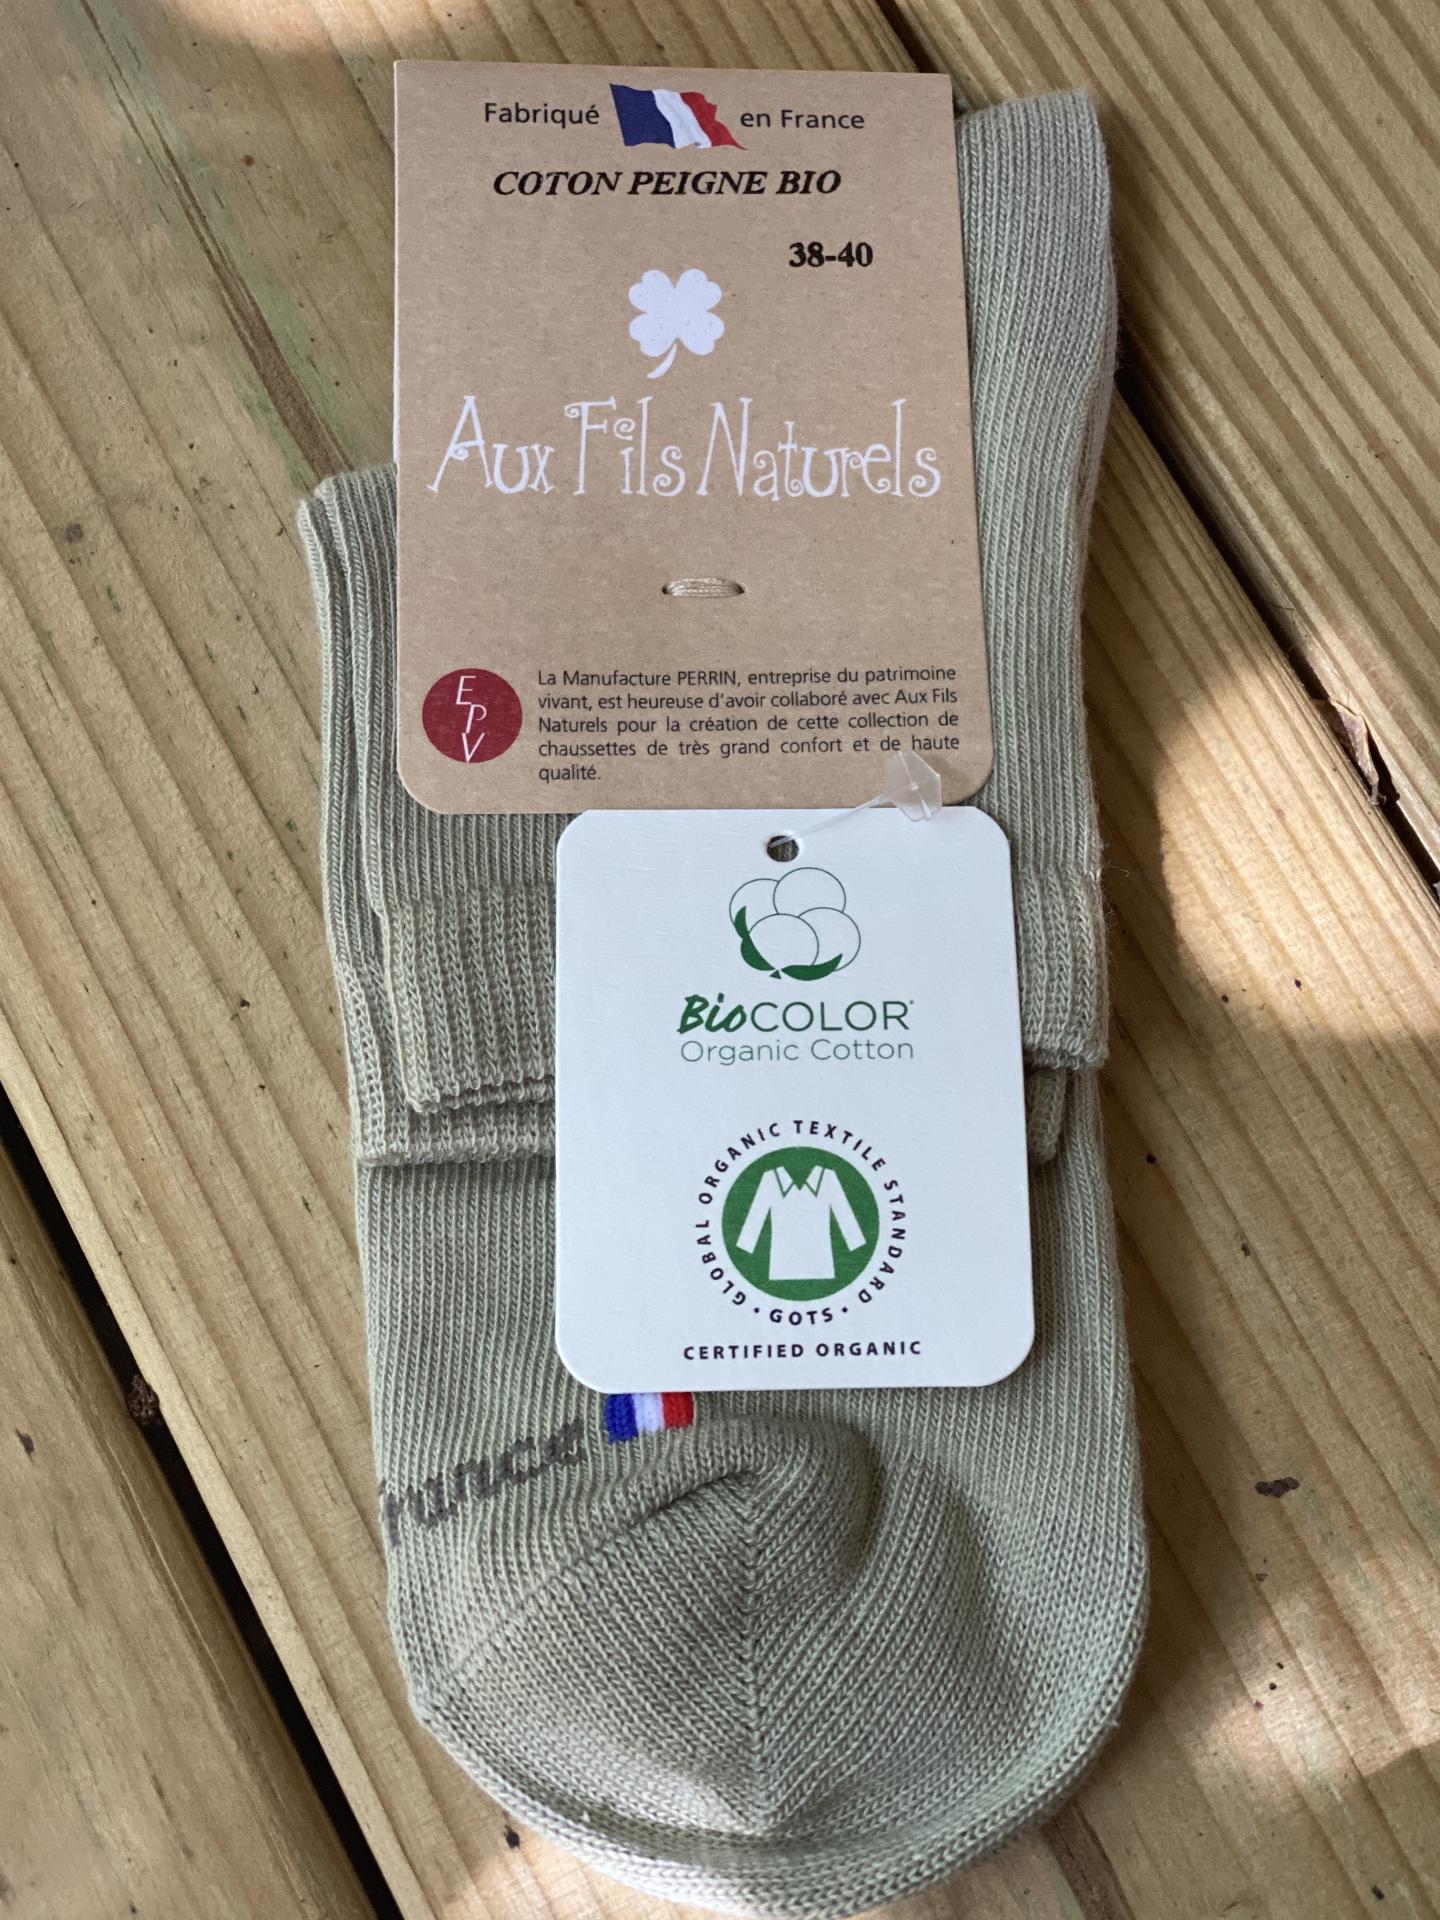 Fabriqué en France
COTON PEIGNE BIO
38-40
Aux Fils Naturels
E
P
V
La Manufacture PERRIN, entreprise du patrimoine
vivant, est heureuse d'avoir collaboré avec Aux Fils
Naturels pour la création de cette collection de
chaussettes de très grand confort et de haute
qualité.
BioCOLOR®
Organic Cotton
GLOBAL ORGANIC TEXTILE STANDARD · GOTS ·
CERTIFIED ORGANIC
rance